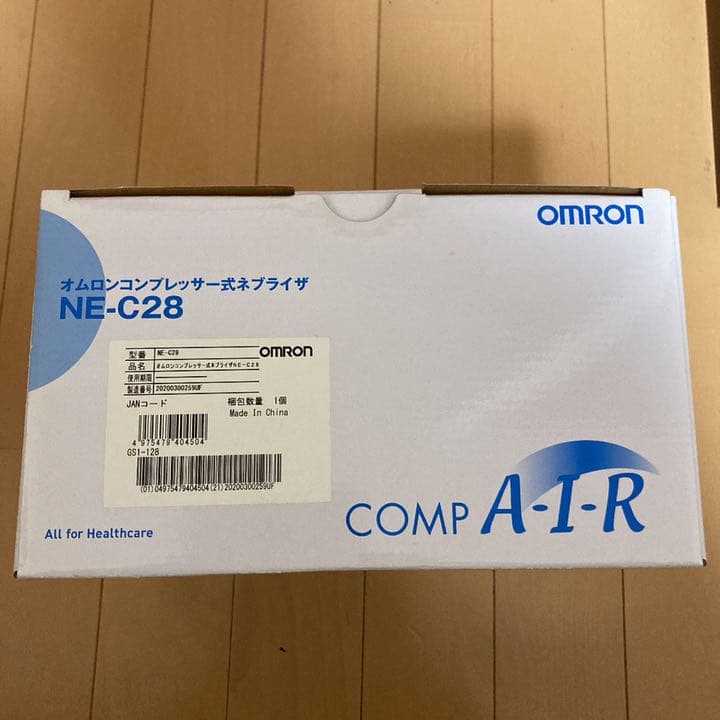 OMRON
オムロンコンプレッサー式ネブライザ
NE-C28
型番 NE-C28 OMRON
品名 オムロンコンプレッサー式ネブライザNE-C28
使用期限
製造番号 20200300259UF
JANコード 梱包数量 1個
Made In China
4 975479 404504
GS1-128
(01)04975479404504(21)20200300259UF
COMP A-I-R
All for Healthcare